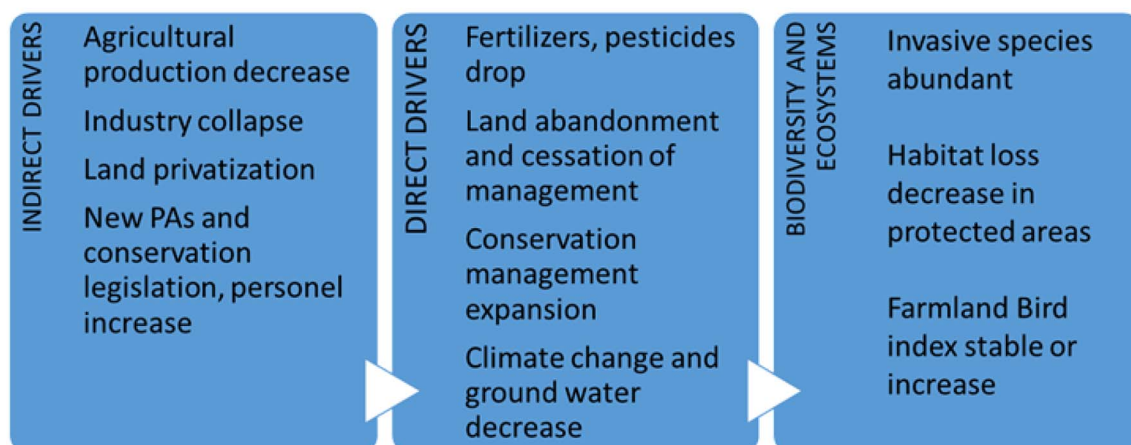 INDIRECT DRIVERS
Agricultural
production decrease
Industry collapse
Land privatization
New PAs and
conservation
legislation, personel
increase
DIRECT DRIVERS
Fertilizers, pesticides
drop
Land abandonment
and cessation of
management
Conservation
management
expansion
Climate change and
ground water
decrease
BIODIVERSITY AND
ECOSYSTEMS
Invasive species
abundant
Habitat loss
decrease in
protected areas
Farmland Bird
index stable or
increase